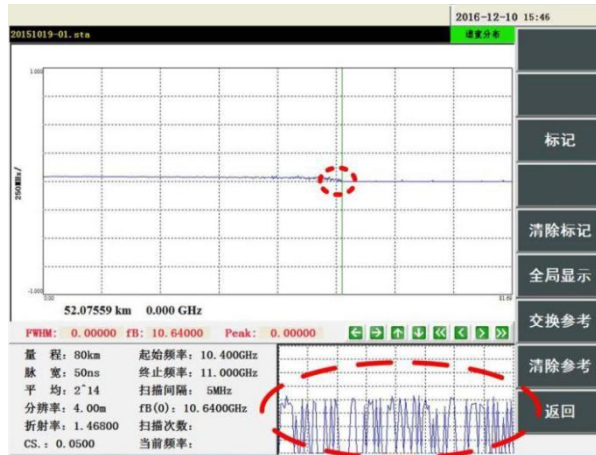 2016-12-10 15:46
20151019-01.sta
谱宽分布
1.000
250MHz/
-1.000
0.00
81.89
52.07559 km 0.000 GHz
FWHM: 0.00000 fB: 10.64000 Peak: 0.00000
量 程: 80km
起始频率: 10.400GHz
脉 宽: 50ns
终止频率: 11.000GHz
平 均: 2^14
扫描间隔: 5MHz
分辨率: 4.00m
fB(0): 10.6400GHz
折射率: 1.46800
扫描次数:
CS.: 0.0500
当前频率:
标记
清除标记
全局显示
交换参考
清除参考
返回